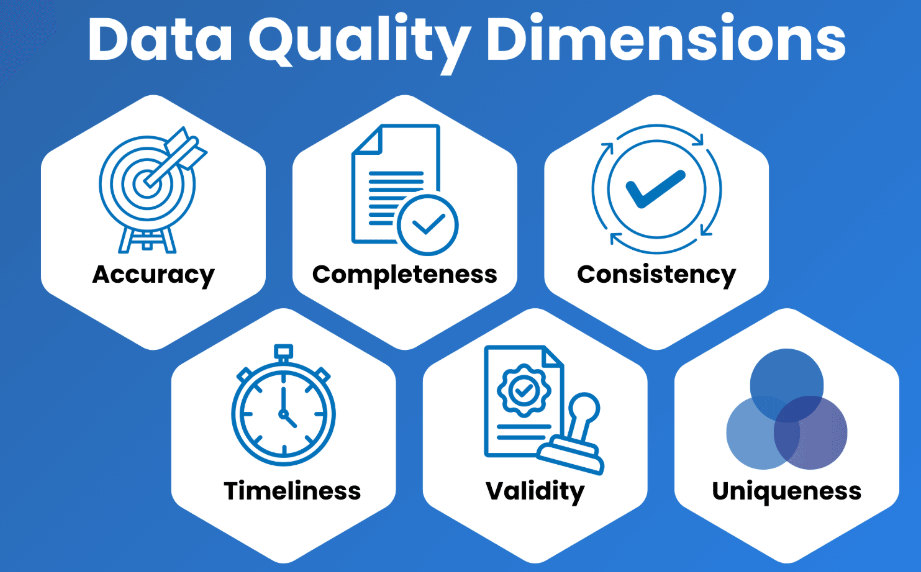 Data Quality Dimensions
Accuracy
Completeness
Consistency
Timeliness
Validity
Uniqueness